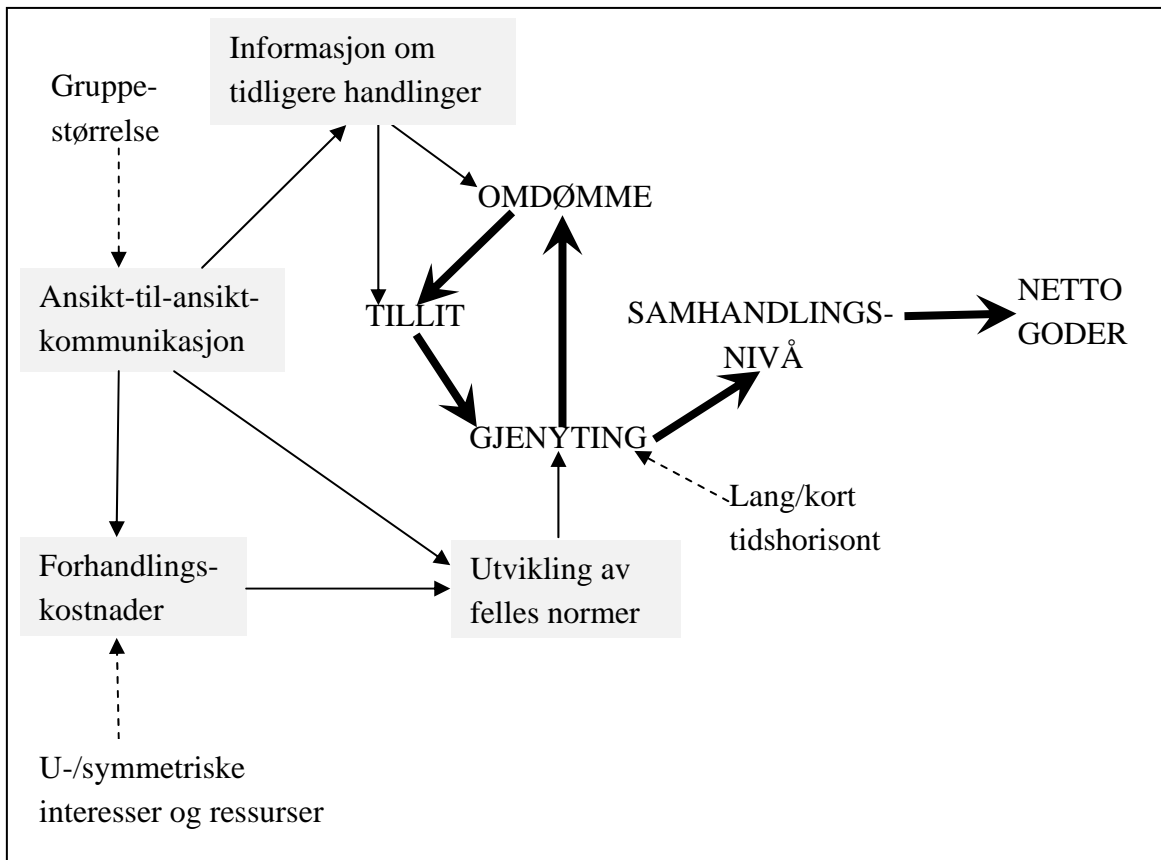 Informasjon om
tidligere handlinger
Gruppe-
størrelse
OMDØMME
Ansikt-til-ansikt-
kommunikasjon
TILLIT
SAMHANDLINGS-
NIVÅ
NETTO
GODER
GJENYTING
Lang/kort
tidshorisont
Forhandlings-
kostnader
Utvikling av
felles normer
U-/symmetriske
interesser og ressurser